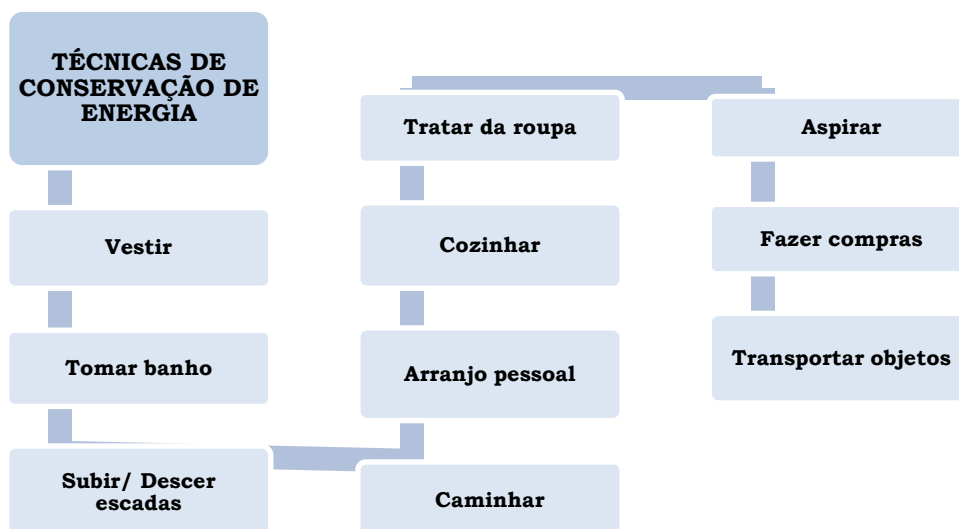 TÉCNICAS DE
CONSERVAÇÃO DE
ENERGIA
Vestir
Tomar banho
Subir/ Descer
escadas
Caminhar
Arranjo pessoal
Cozinhar
Tratar da roupa
Aspirar
Fazer compras
Transportar objetos